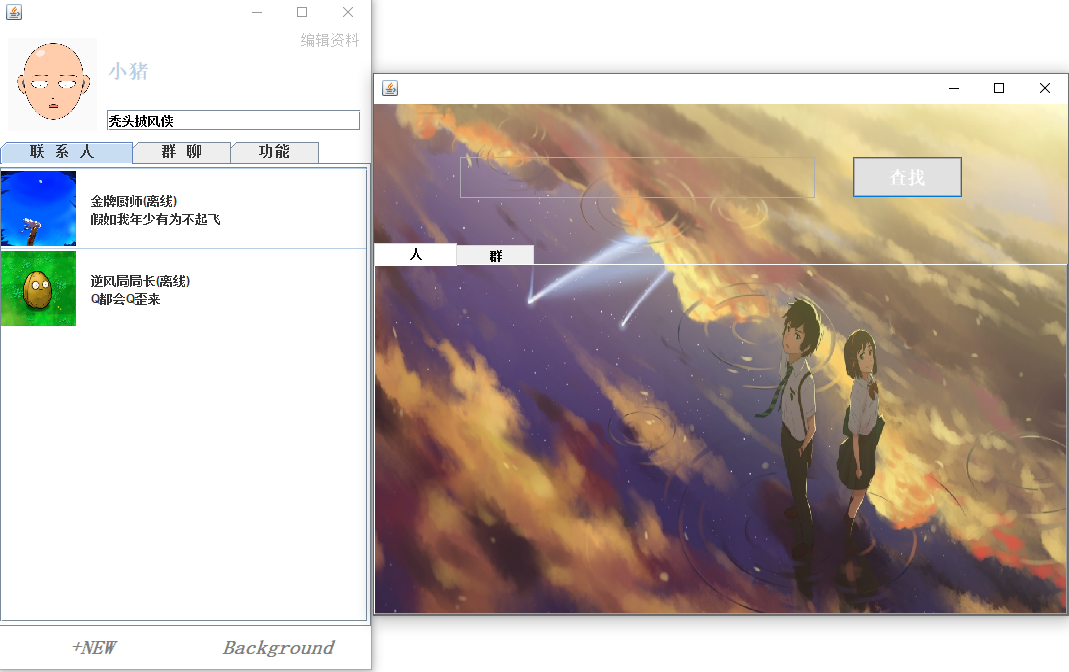 编辑资料
小猪
秃头披风侠
联 系 人
群 聊
功能
金牌厨师(离线)
假如我年少有为不起飞
逆风局局长(离线)
Q都会Q歪来
+NEW
Background
查找
人
群